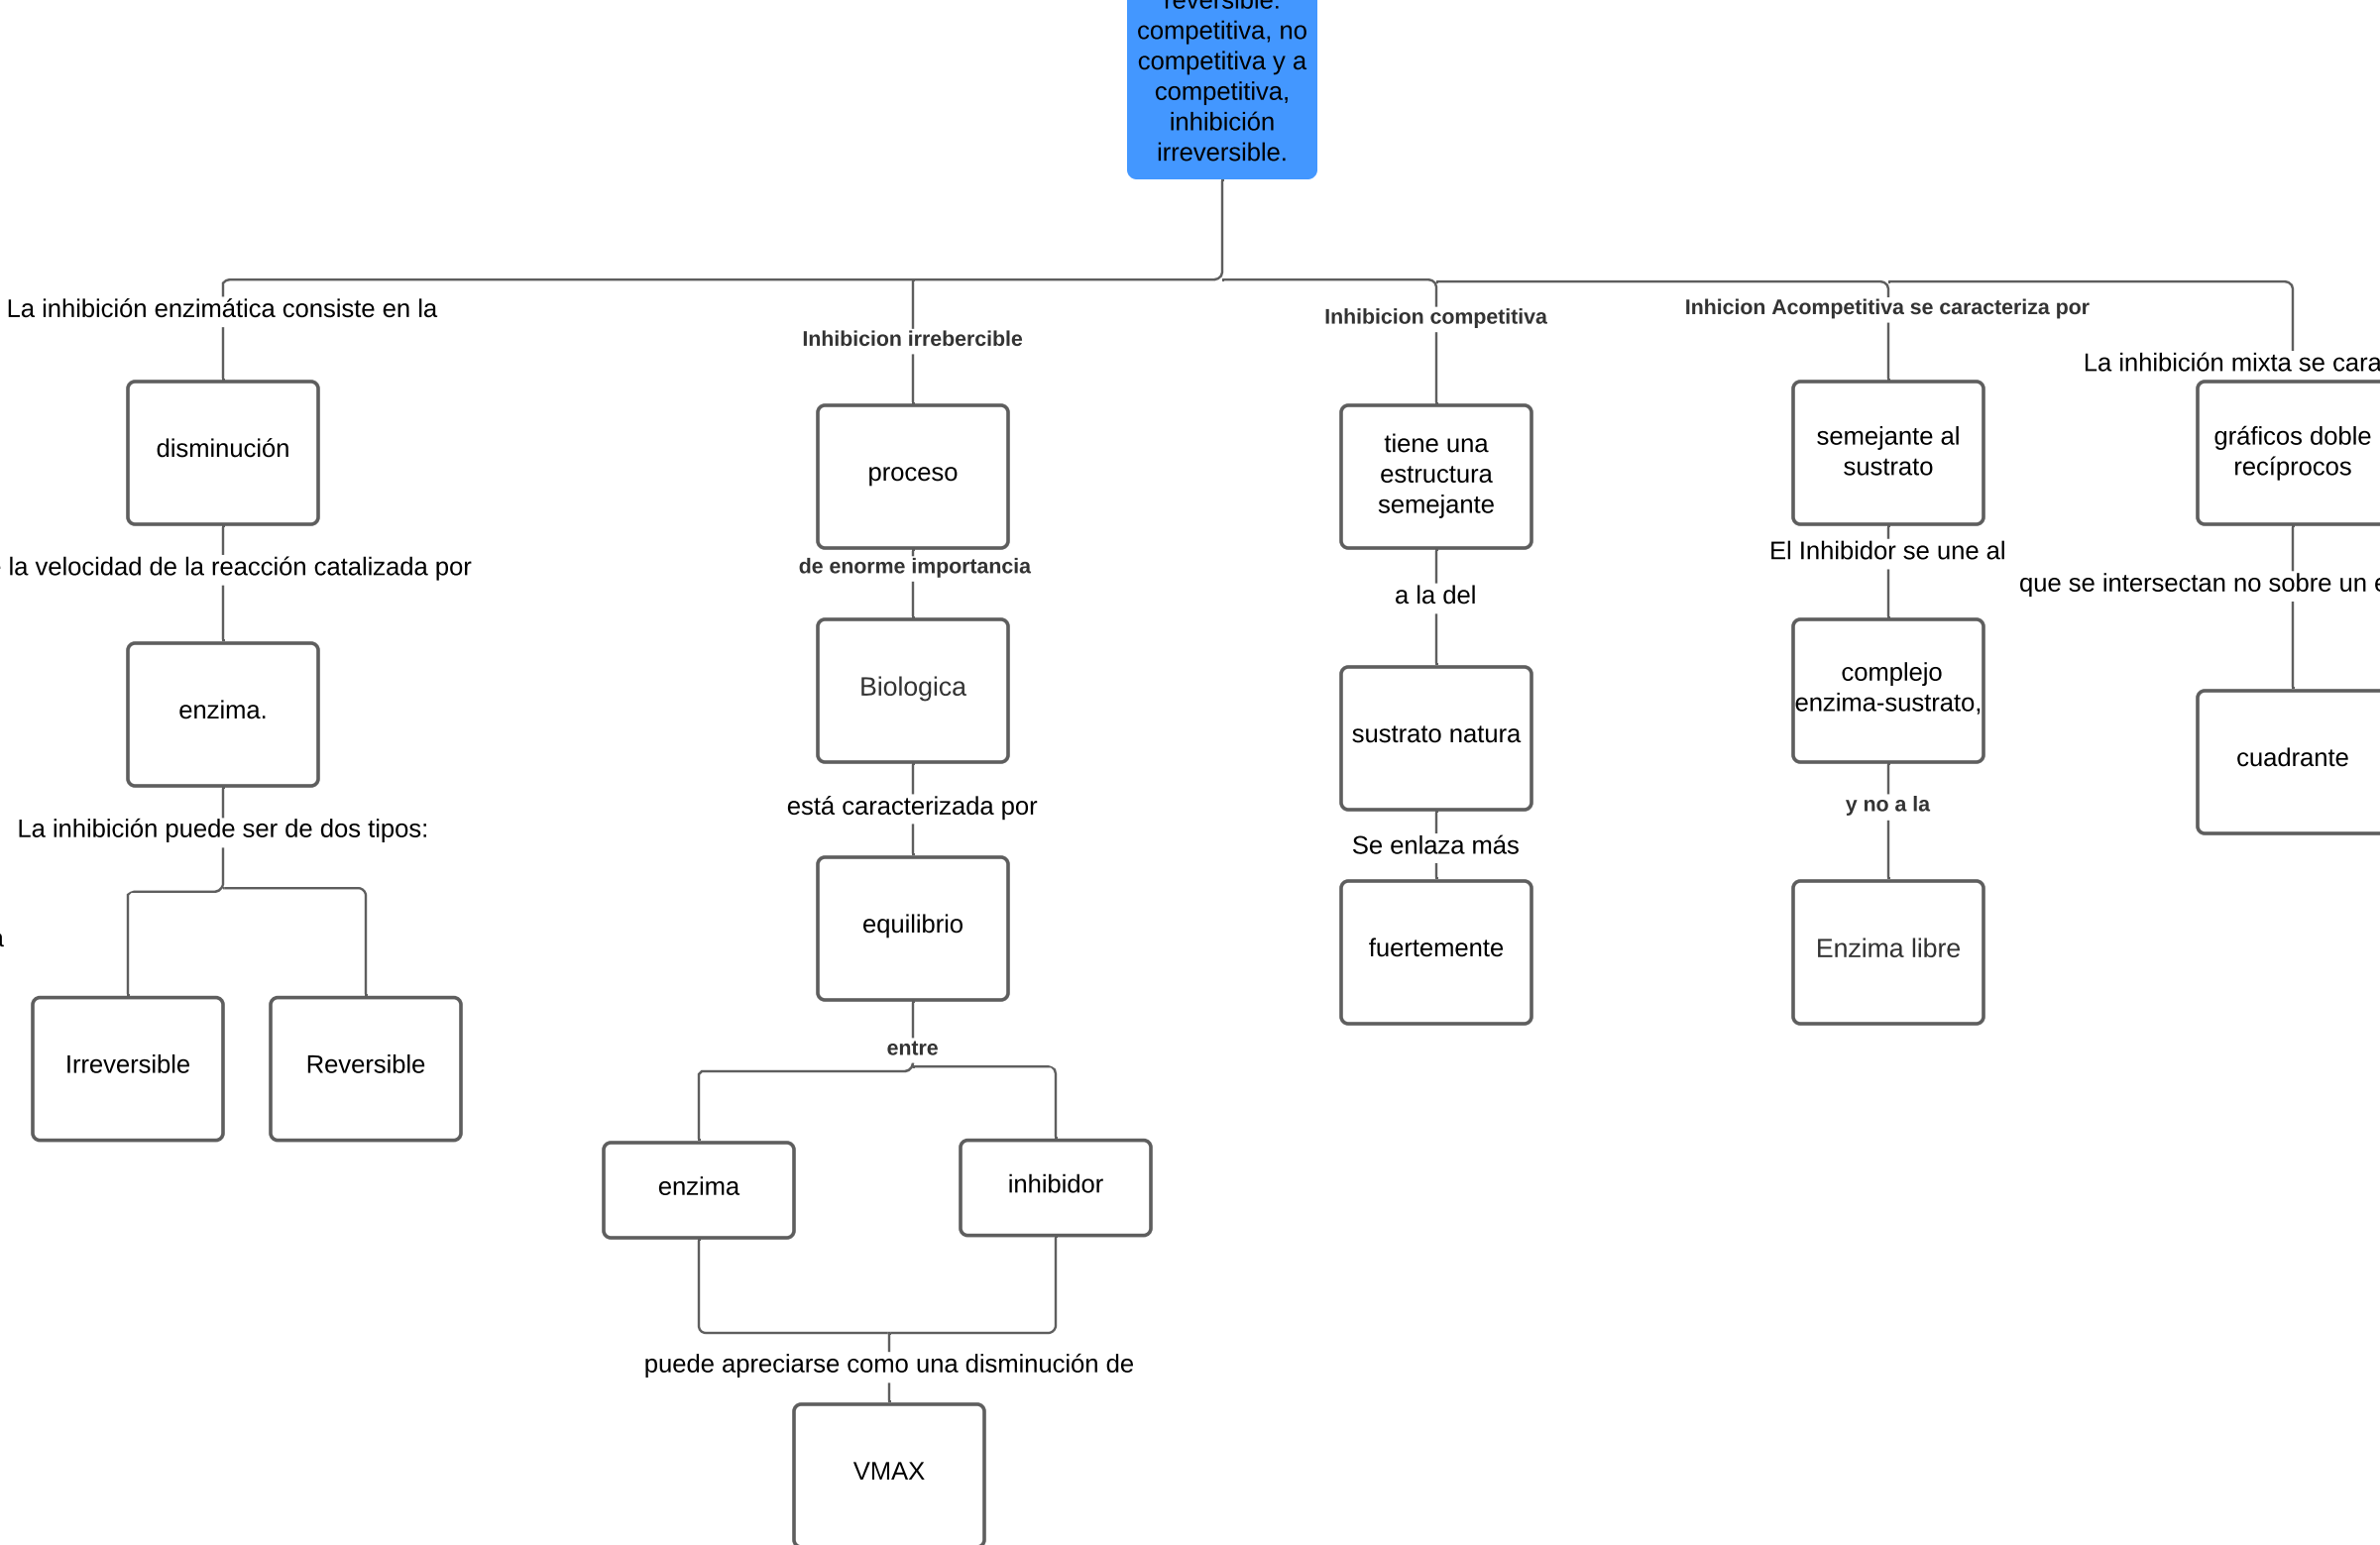 reversible:
competitiva, no
competitiva y a
competitiva,
inhibición
irreversible.
La inhibición enzimática consiste en la
disminución
la velocidad de la reacción catalizada por
enzima.
La inhibición puede ser de dos tipos:
Irreversible
Reversible
Inhibicion irrebercible
proceso
de enorme importancia
Biologica
está caracterizada por
equilibrio
entre
enzima
inhibidor
puede apreciarse como una disminución de
VMAX
Inhibicion competitiva
tiene una
estructura
semejante
a la del
sustrato natura
Se enlaza más
fuertemente
Inhicion Acompetitiva se caracteriza por
semejante al
sustrato
El Inhibidor se une al
complejo
enzima-sustrato,
y no a la
Enzima libre
La inhibición mixta se
gráficos doble
recíprocos
que se intersectan no sobre un
cuadrante